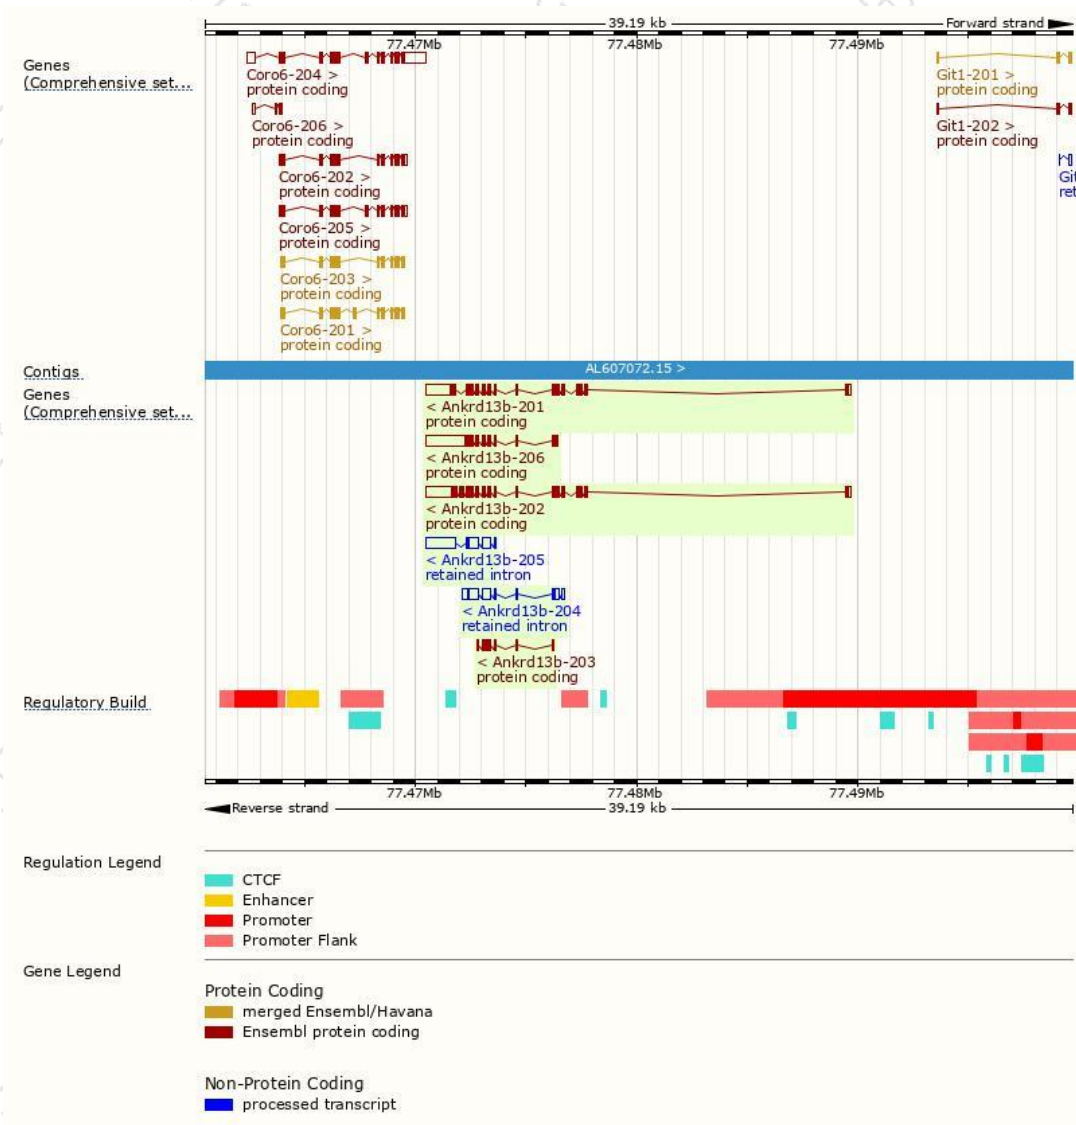 39.19 kb
Forward strand
77.47Mb 77.48Mb 77.49Mb
Genes
(Comprehensive set...
Coro6-204 >
protein coding
Git1-201 >
protein coding
Coro6-206 >
protein coding
Git1-202 >
protein coding
Coro6-202 >
protein coding
Git
ret
Coro6-205 >
protein coding
Coro6-203 >
protein coding
Coro6-201 >
protein coding
Contigs
AL607072.15 >
Genes
(Comprehensive set...
< Ankrd13b-201
protein coding
< Ankrd13b-206
protein coding
< Ankrd13b-202
protein coding
< Ankrd13b-205
retained intron
< Ankrd13b-204
retained intron
< Ankrd13b-203
protein coding
Regulatory Build
77.47Mb 77.48Mb 77.49Mb
Reverse strand
39.19 kb
Regulation Legend
CTCF
Enhancer
Promoter
Promoter Flank
Gene Legend
Protein Coding
merged Ensembl/Havana
Ensembl protein coding
Non-Protein Coding
processed transcript